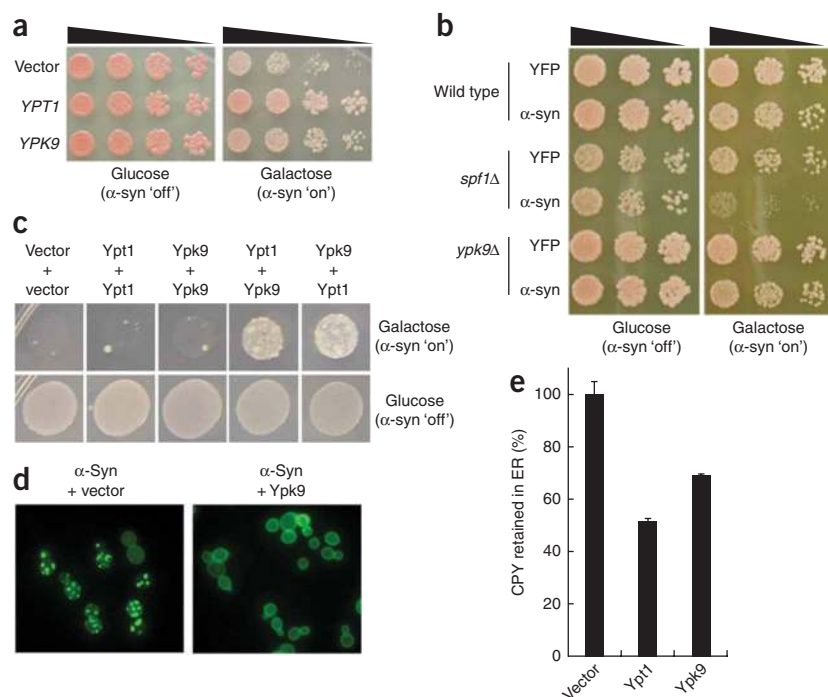 a
Vector
YPT1
YPK9
Glucose
(α-syn 'off')
Galactose
(α-syn 'on')
b
Wild type
YFP
α-syn
spf1Δ
YFP
α-syn
ypk9Δ
YFP
α-syn
Glucose
(α-syn 'off')
Galactose
(α-syn 'on')
c
Vector
+
vector
Ypt1
+
Ypt1
Ypk9
+
Ypk9
Ypt1
+
Ypk9
Ypk9
+
Ypt1
Galactose
(α-syn 'on')
Glucose
(α-syn 'off')
d
α-Syn
+ vector
α-Syn
+ Ypk9
e
CPY retained in ER (%)
100
80
60
40
20
0
Vector
Ypt1
Ypk9